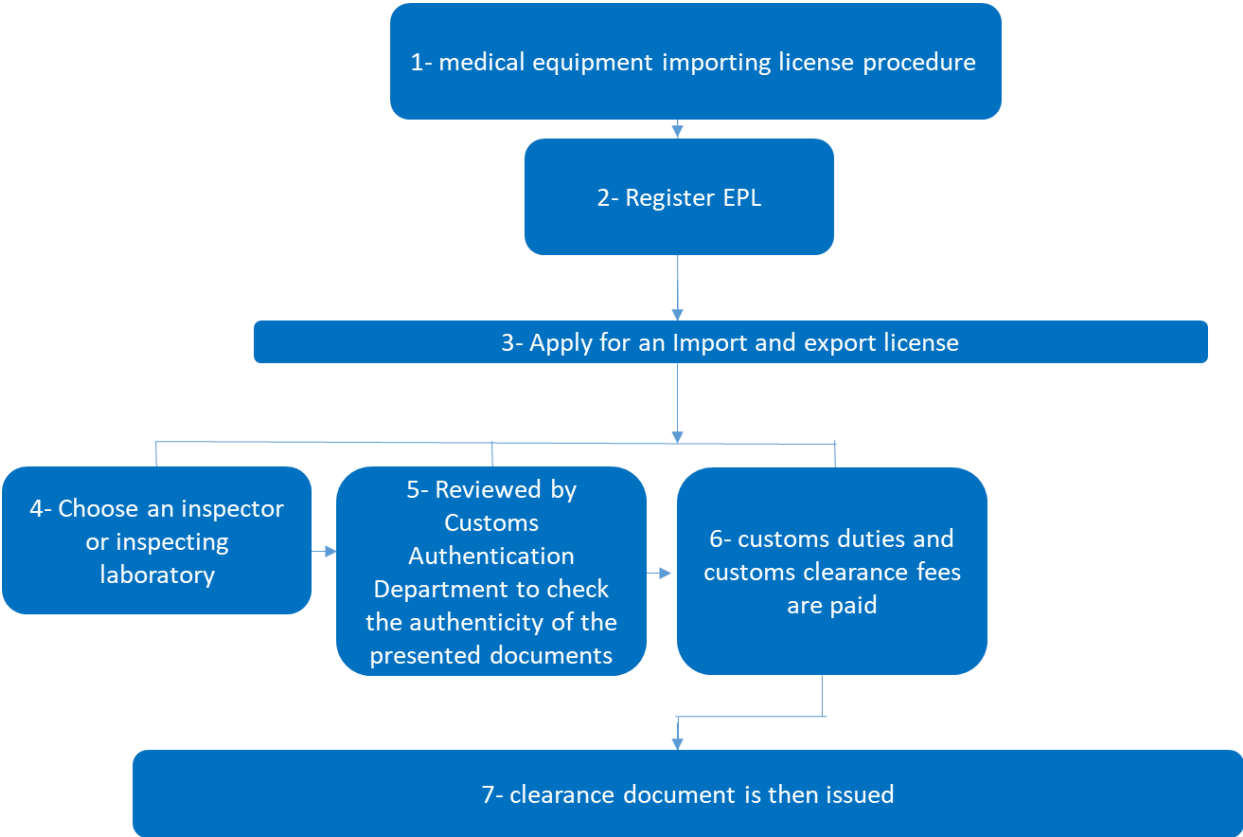 1- medical equipment importing license procedure
2- Register EPL
3- Apply for an Import and export license
4- Choose an inspector
or inspecting
laboratory
5- Reviewed by
Customs
Authentication
Department to check
the authenticity of the
presented documents
6- customs duties and
customs clearance fees
are paid
7- clearance document is then issued